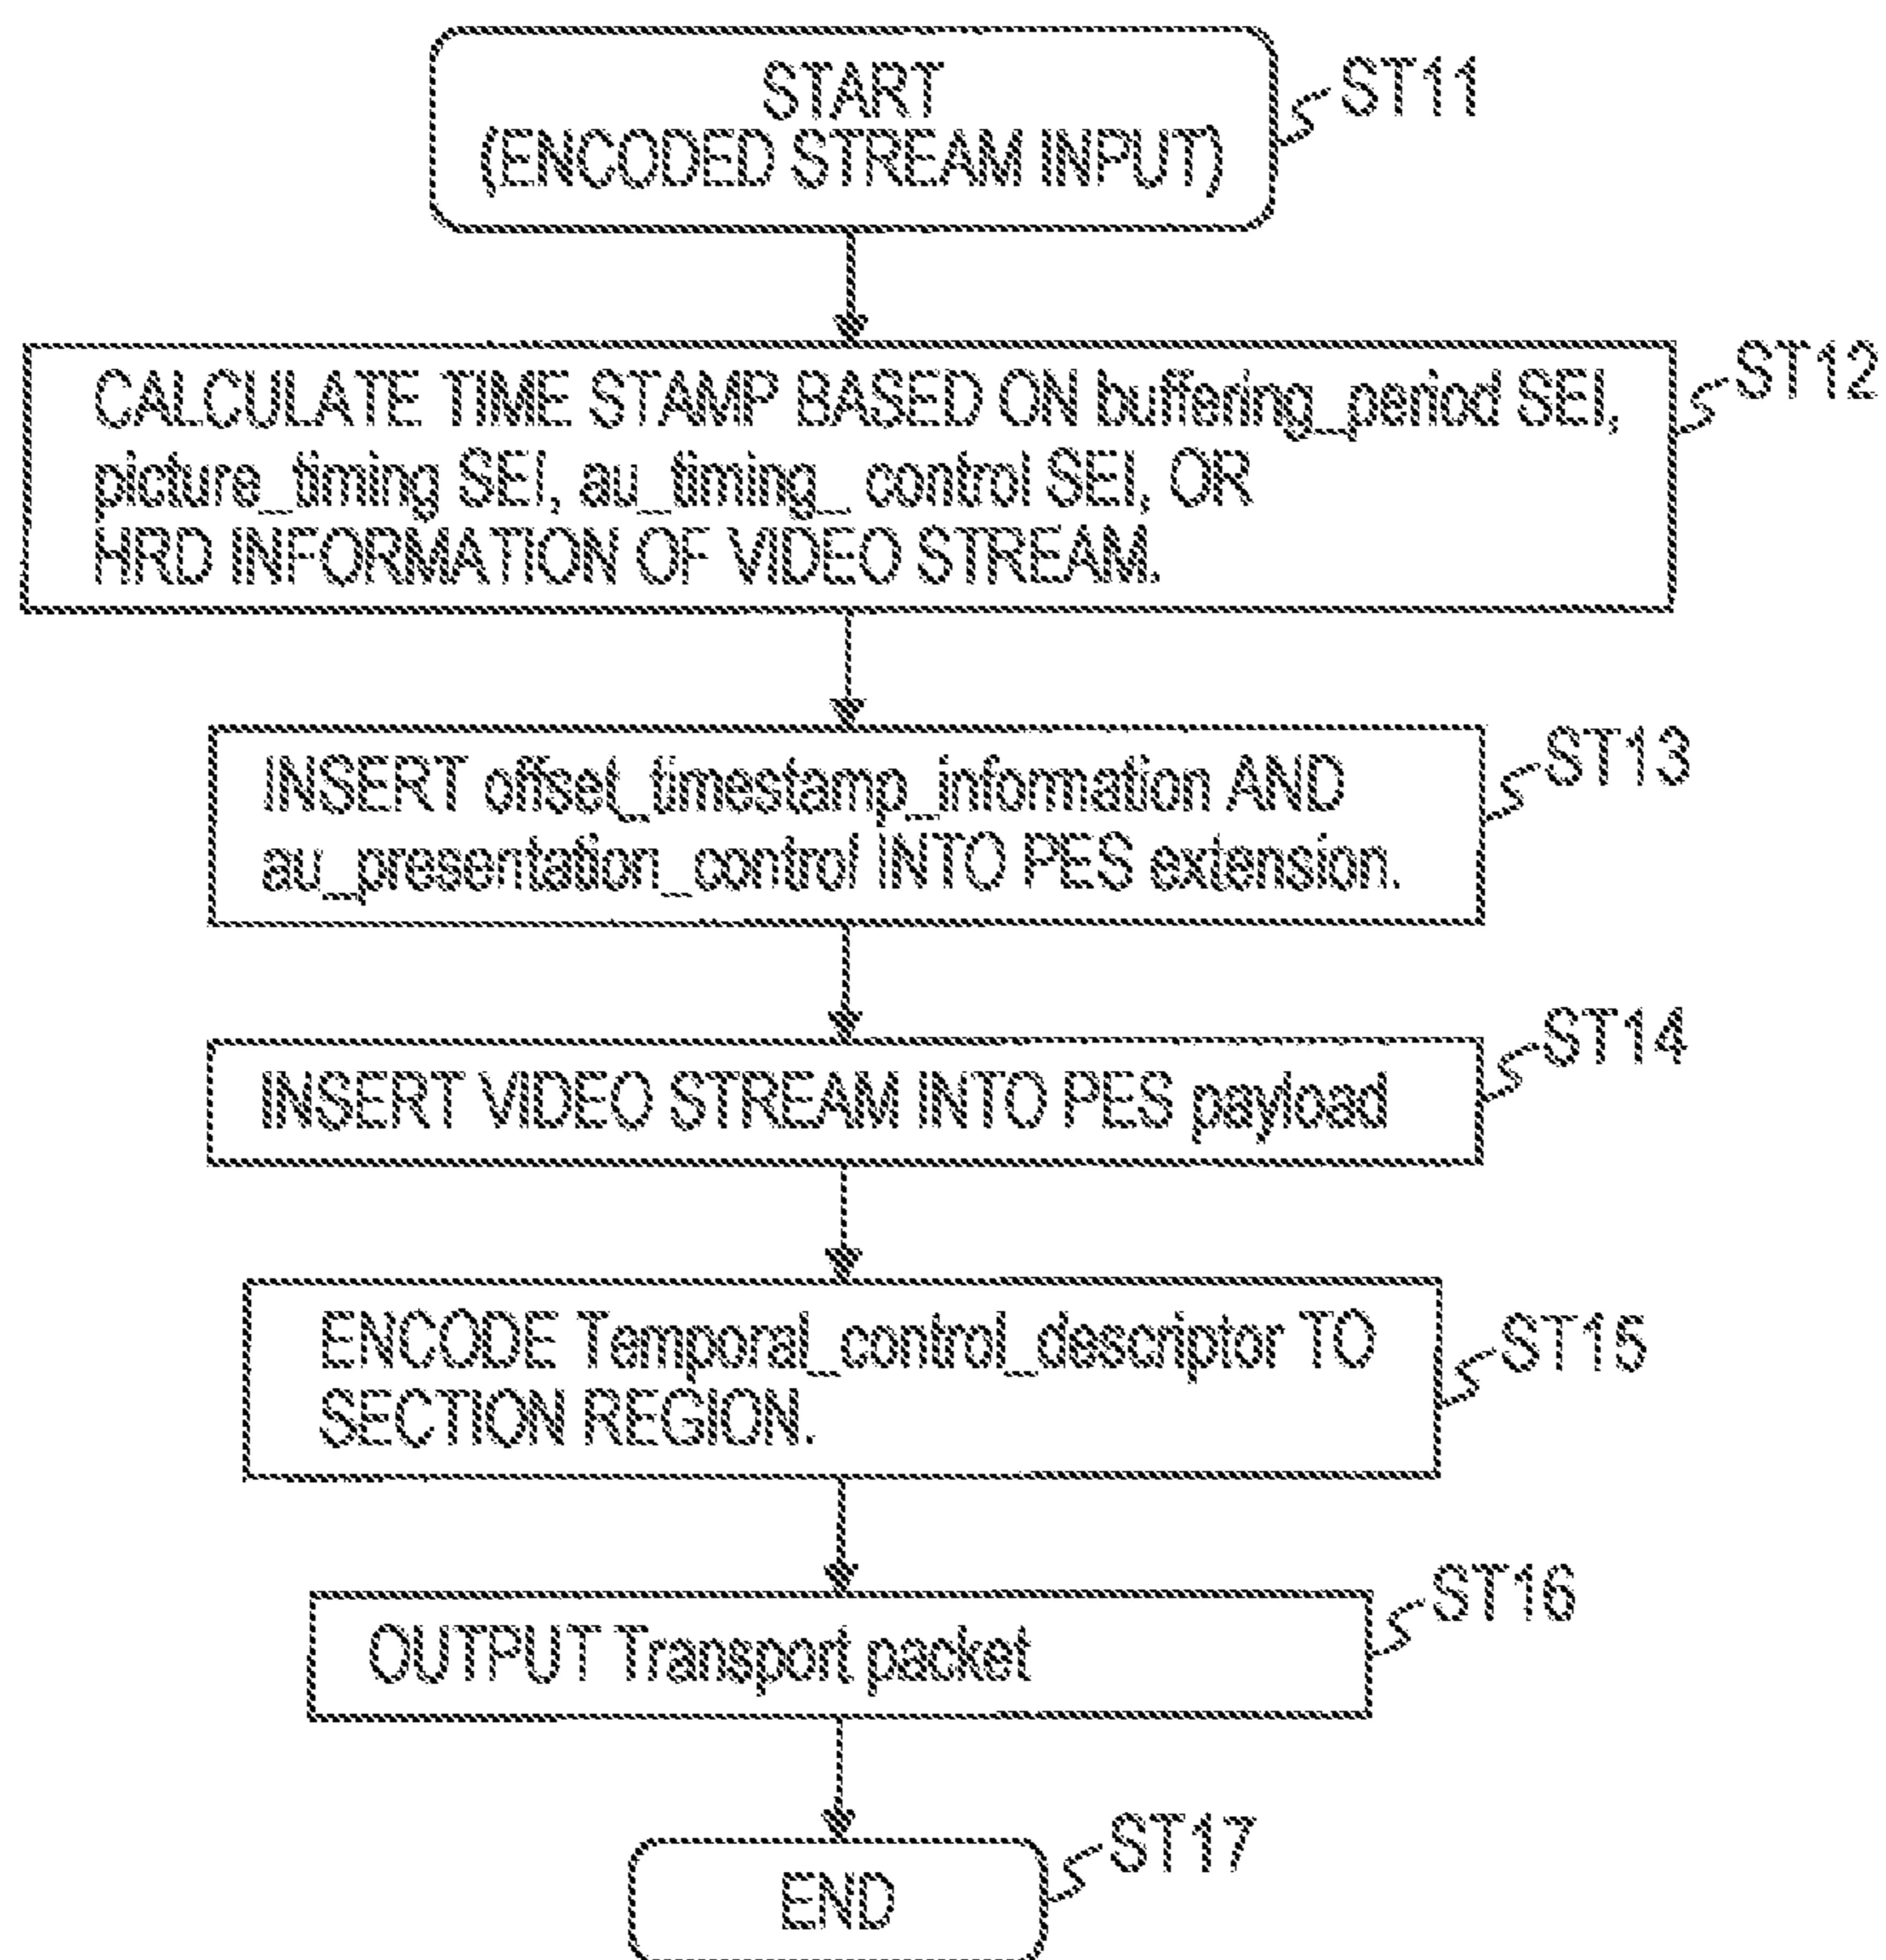 START
(ENCODED STREAM INPUT)
ST11
CALCULATE TIME STAMP BASED ON buffering_period SEI,
picture_timing SEI, au_timing_ control SEI, OR
HRD INFORMATION OF VIDEO STREAM.
ST12
INSERT offset_timestamp_information AND
au_presentation_control INTO PES extension.
ST13
INSERT VIDEO STREAM INTO PES payload
ST14
ENCODE Temporal_control_descriptor TO
SECTION REGION.
ST15
OUTPUT Transport packet
ST16
END
ST17